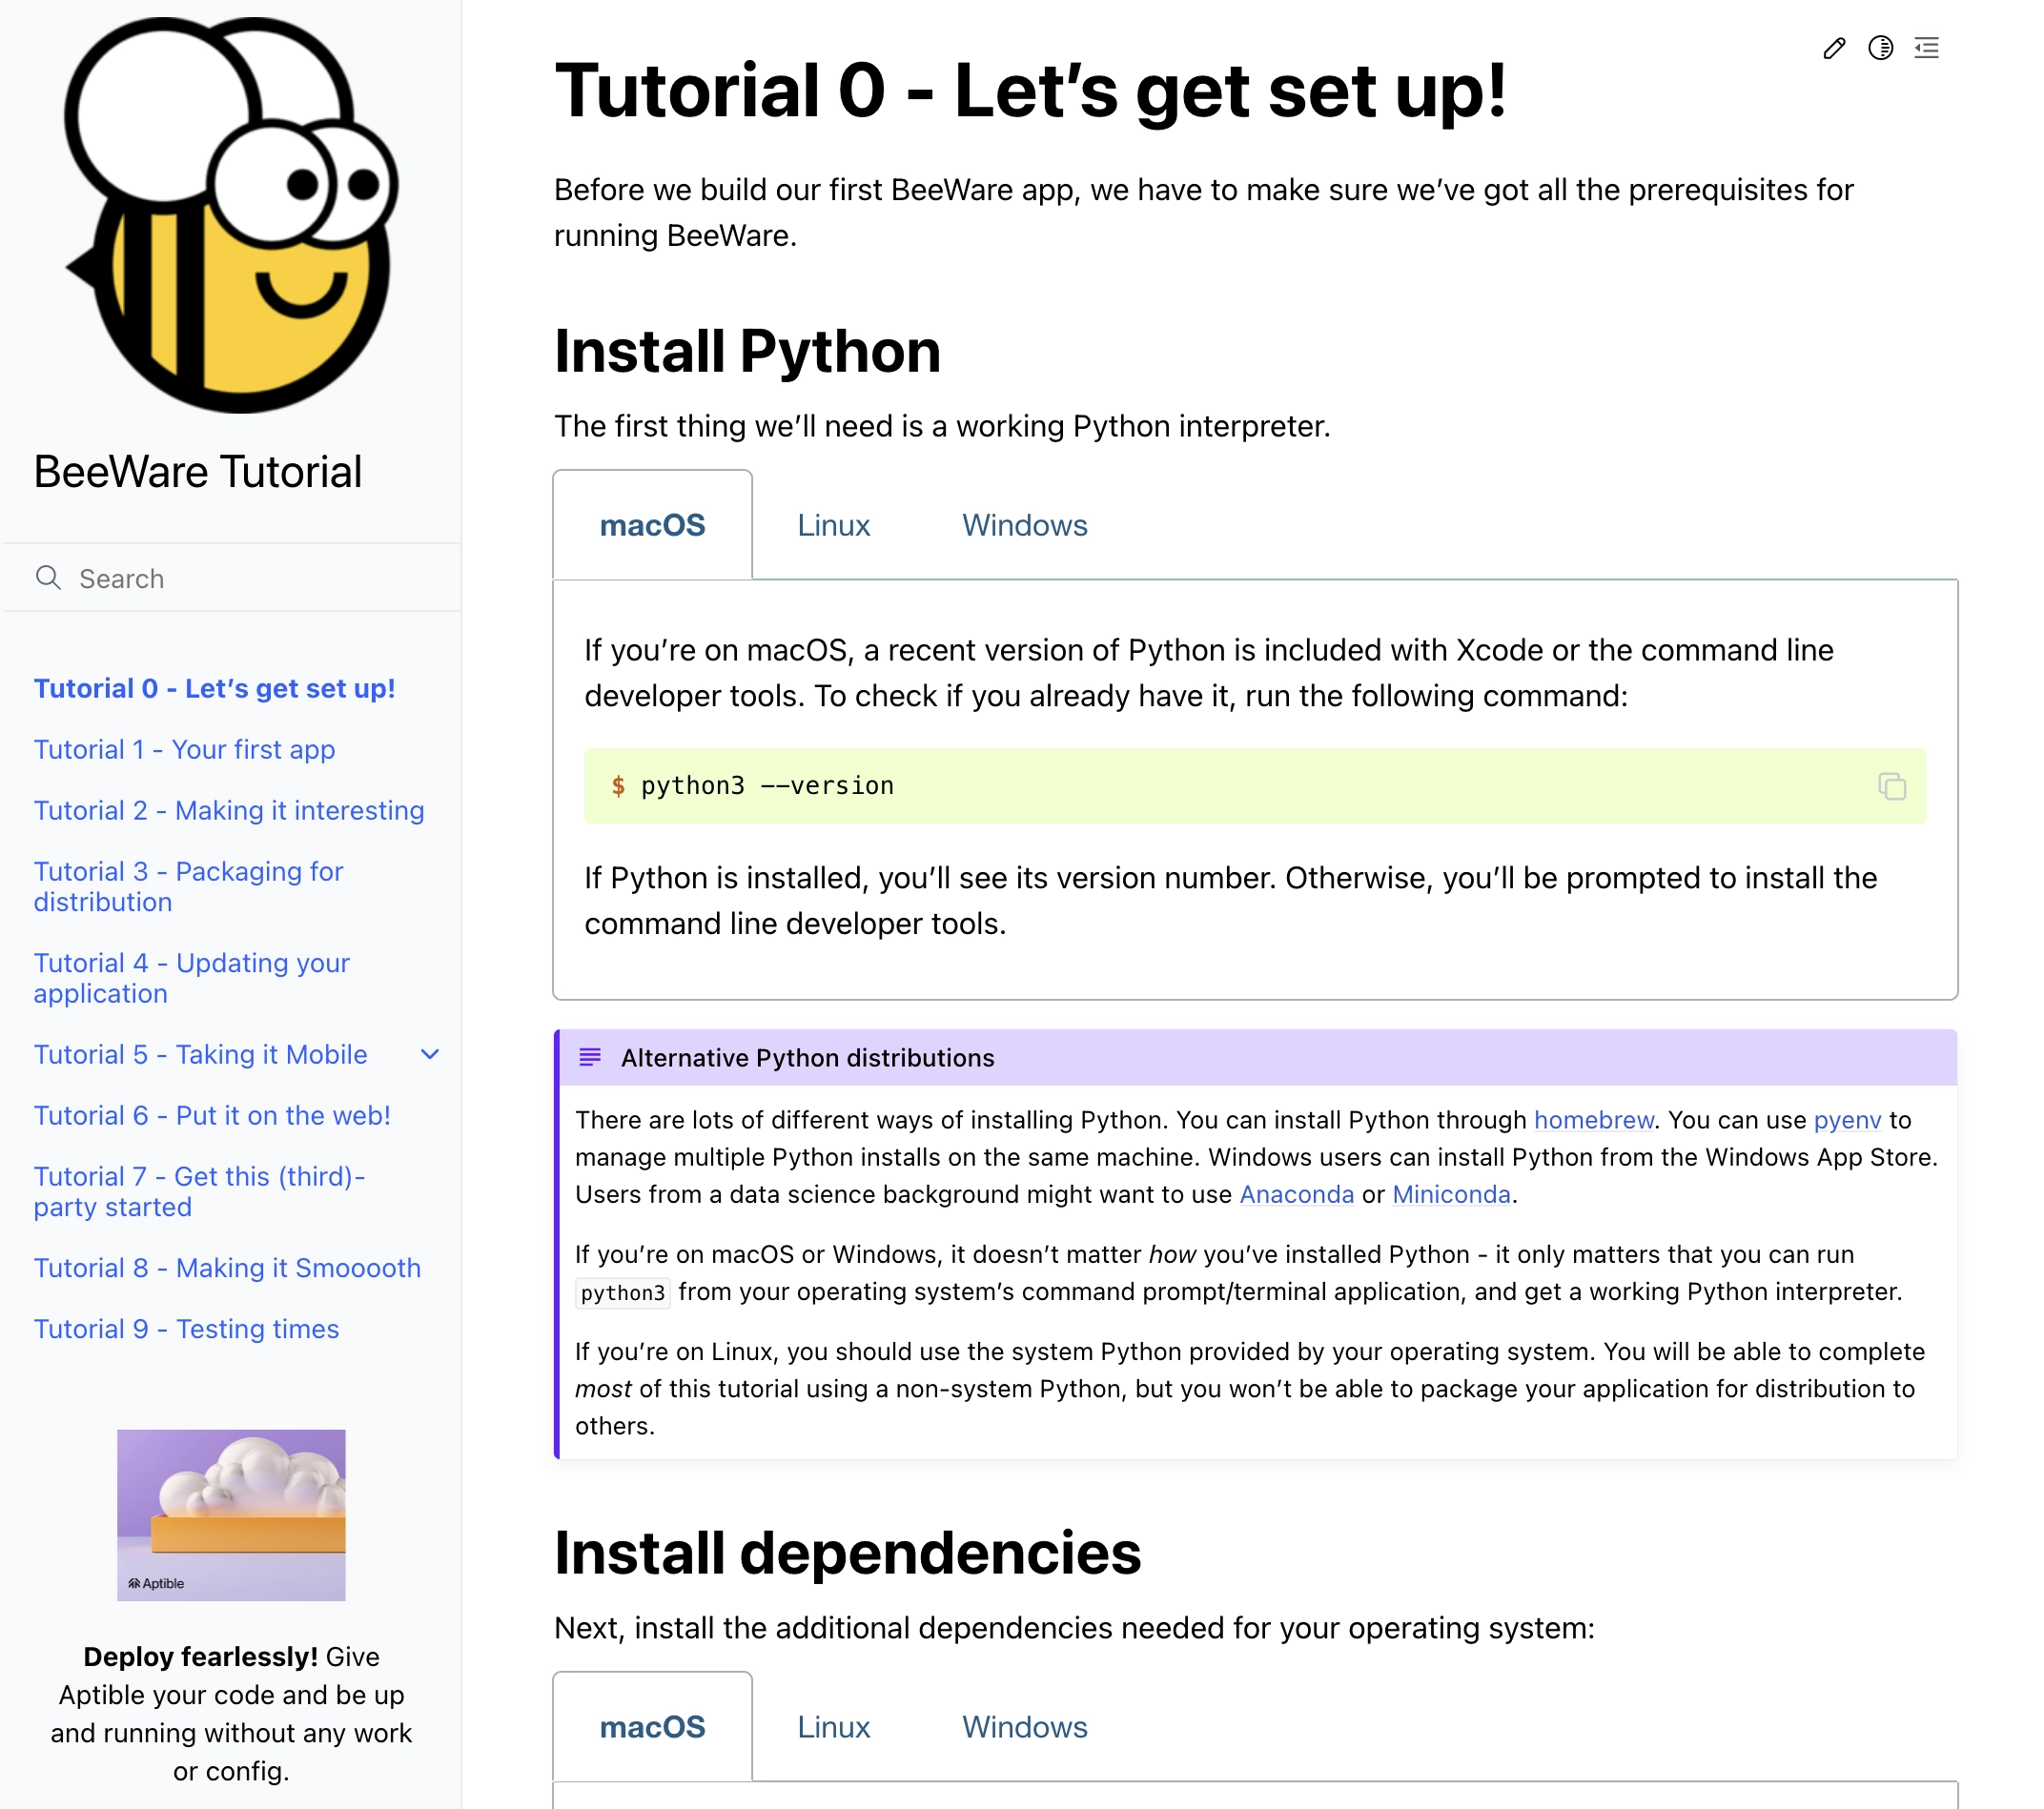 BeeWare Tutorial
Search
Tutorial 0 - Let’s get set up!
Tutorial 1 - Your first app
Tutorial 2 - Making it interesting
Tutorial 3 - Packaging for
distribution
Tutorial 4 - Updating your
application
Tutorial 5 - Taking it Mobile
Tutorial 6 - Put it on the web!
Tutorial 7 - Get this (third)-
party started
Tutorial 8 - Making it Smooooth
Tutorial 9 - Testing times
Aptible
Deploy fearlessly! Give
Aptible your code and be up
and running without any work
or config.
Tutorial 0 - Let’s get set up!
Before we build our first BeeWare app, we have to make sure we’ve got all the prerequisites for
running BeeWare.
Install Python
The first thing we’ll need is a working Python interpreter.
macOS Linux Windows
If you’re on macOS, a recent version of Python is included with Xcode or the command line
developer tools. To check if you already have it, run the following command:
$ python3 --version
If Python is installed, you’ll see its version number. Otherwise, you’ll be prompted to install the
command line developer tools.
Alternative Python distributions
There are lots of different ways of installing Python. You can install Python through homebrew. You can use pyenv to
manage multiple Python installs on the same machine. Windows users can install Python from the Windows App Store.
Users from a data science background might want to use Anaconda or Miniconda.
If you’re on macOS or Windows, it doesn’t matter how you’ve installed Python - it only matters that you can run
python3 from your operating system’s command prompt/terminal application, and get a working Python interpreter.
If you’re on Linux, you should use the system Python provided by your operating system. You will be able to complete
most of this tutorial using a non-system Python, but you won’t be able to package your application for distribution to
others.
Install dependencies
Next, install the additional dependencies needed for your operating system:
macOS Linux Windows